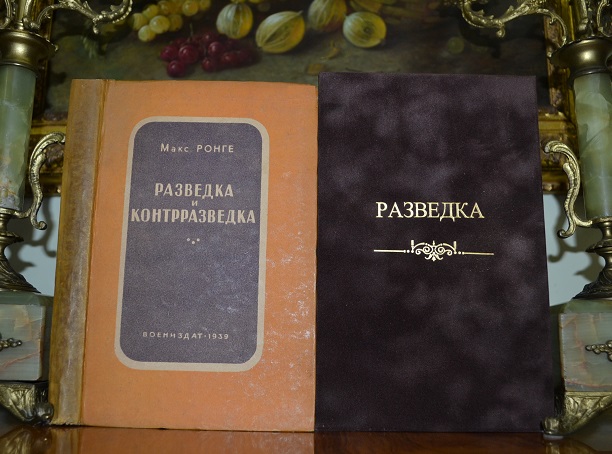 Макс РОНГЕ
РАЗВЕДКА
и
КОНТРРАЗВЕДКА
ВОЕНИЗДАТ·1939
РАЗВЕДКА